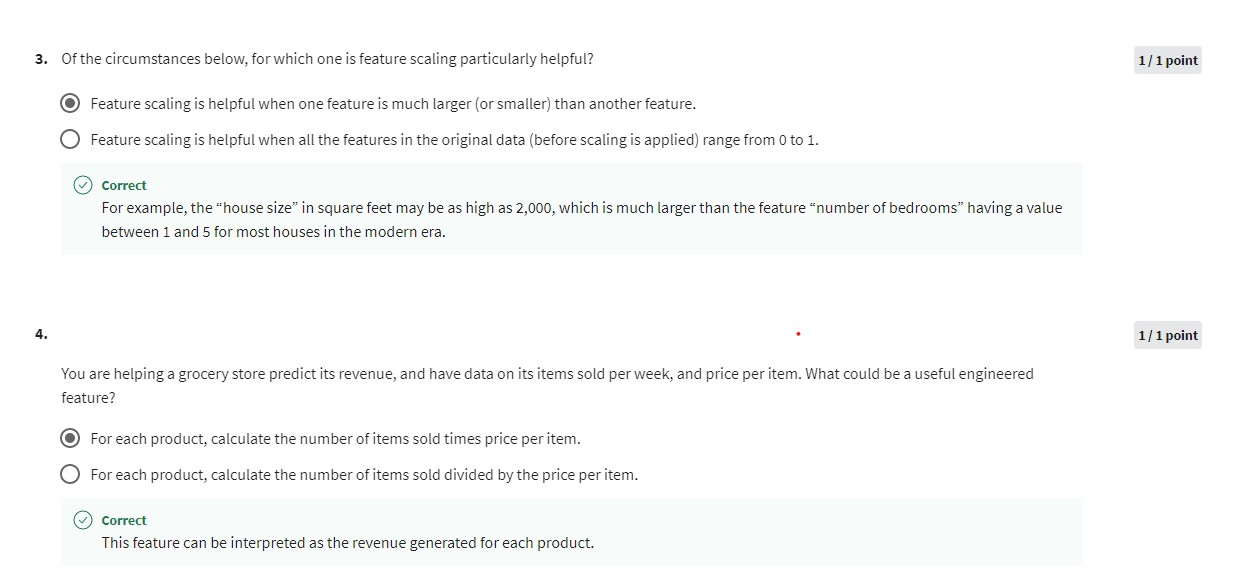 3. Of the circumstances below, for which one is feature scaling particularly helpful?
1 / 1 point
Feature scaling is helpful when one feature is much larger (or smaller) than another feature.
Feature scaling is helpful when all the features in the original data (before scaling is applied) range from 0 to 1.
Correct
For example, the “house size” in square feet may be as high as 2,000, which is much larger than the feature “number of bedrooms” having a value
between 1 and 5 for most houses in the modern era.
4.
1 / 1 point
You are helping a grocery store predict its revenue, and have data on its items sold per week, and price per item. What could be a useful engineered
feature?
For each product, calculate the number of items sold times price per item.
For each product, calculate the number of items sold divided by the price per item.
Correct
This feature can be interpreted as the revenue generated for each product.